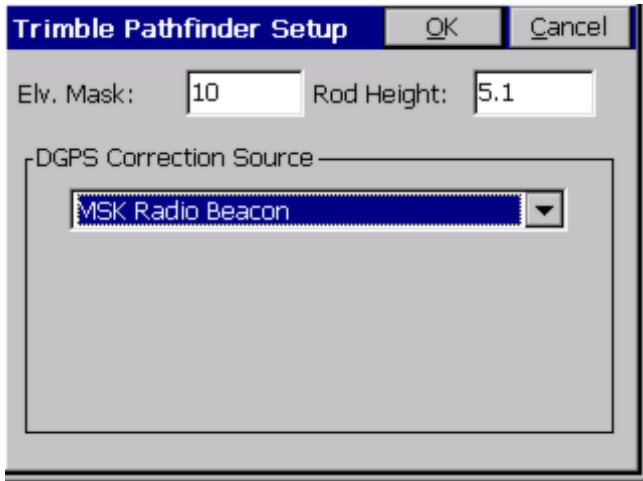 Trimble Pathfinder Setup OK Cancel
Elv. Mask: 10 Rod Height: 5.1
DGPS Correction Source
MSK Radio Beacon